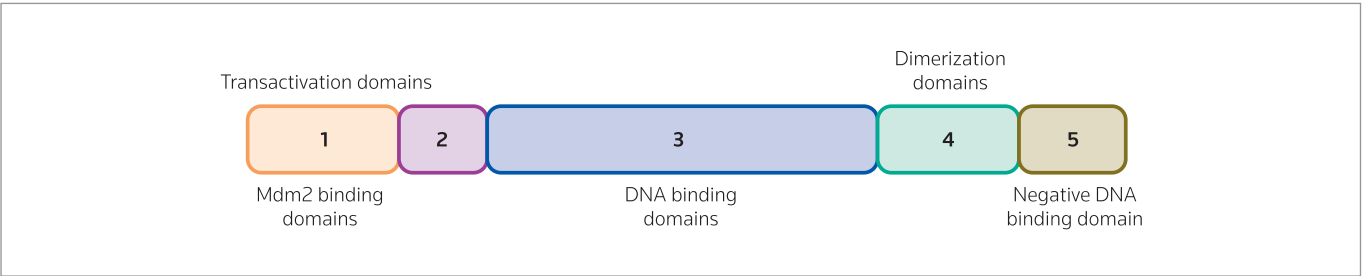 Dimerization
domains
Transactivation domains
1
2
3
4
5
Mdm2 binding
domains
DNA binding
domains
Negative DNA
binding domain